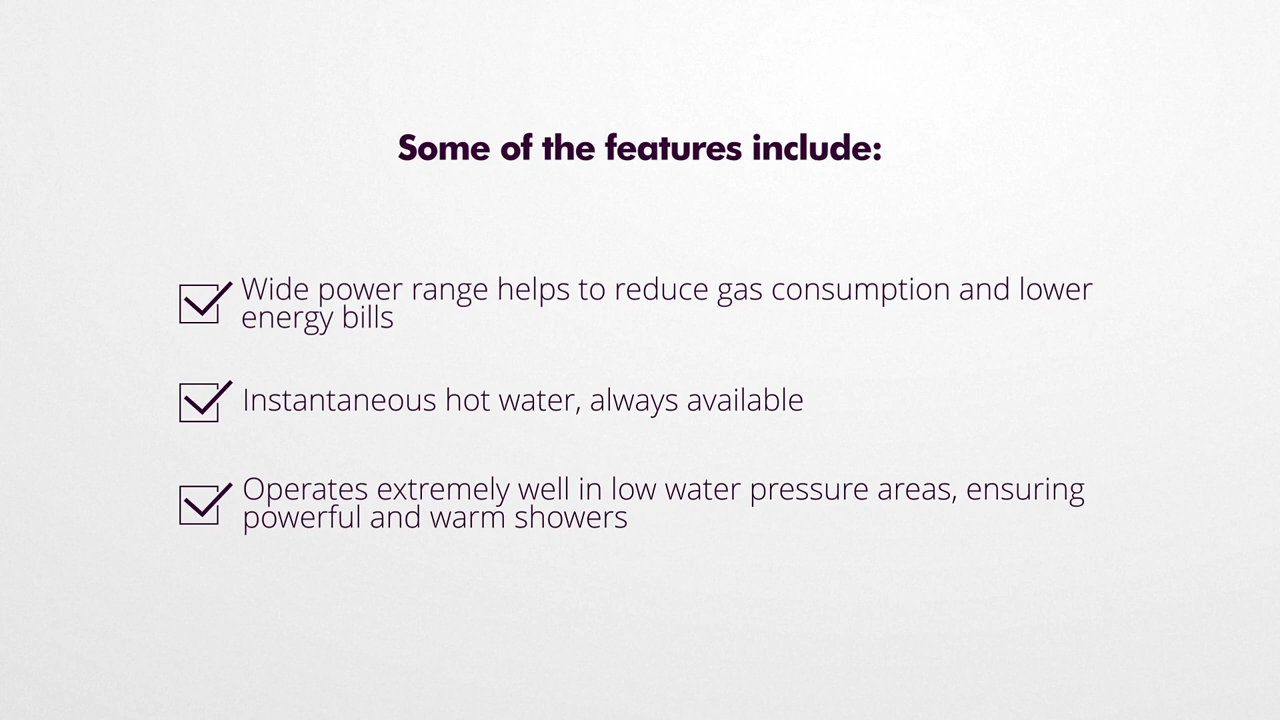 Some of the features include:
Wide power range helps to reduce gas consumption and lower
energy bills
Instantaneous hot water, always available
Operates extremely well in low water pressure areas, ensuring
powerful and warm showers